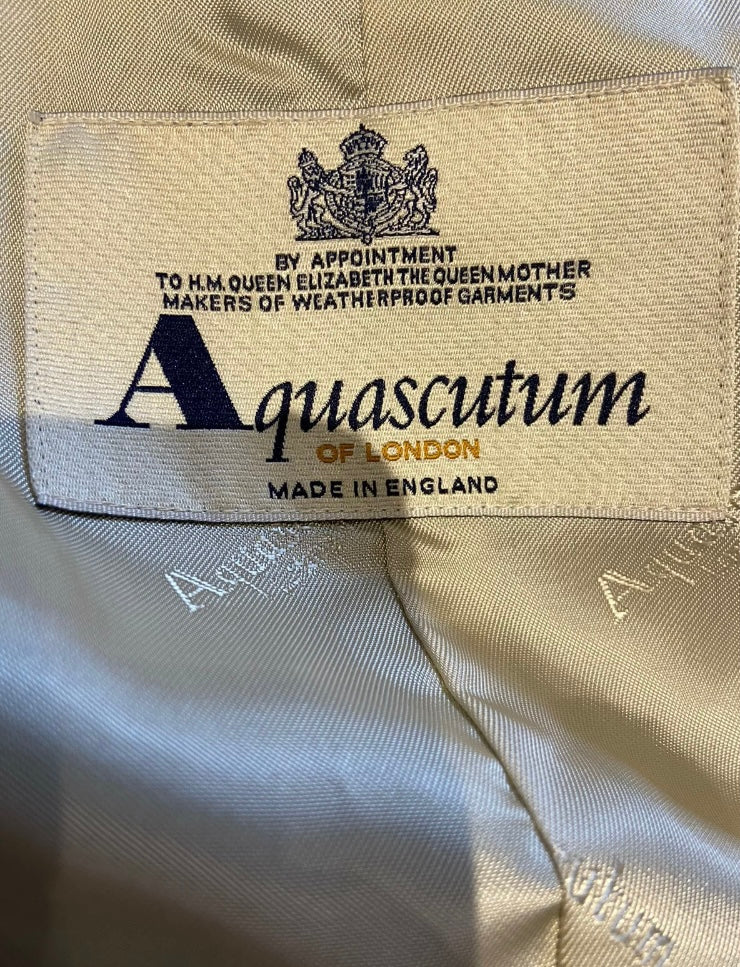 BY APPOINTMENT
TO H.M. QUEEN ELIZABETH THE QUEEN MOTHER
MAKERS OF WEATHERPROOF GARMENTS
Aquascutum
OF LONDON
MADE IN ENGLAND